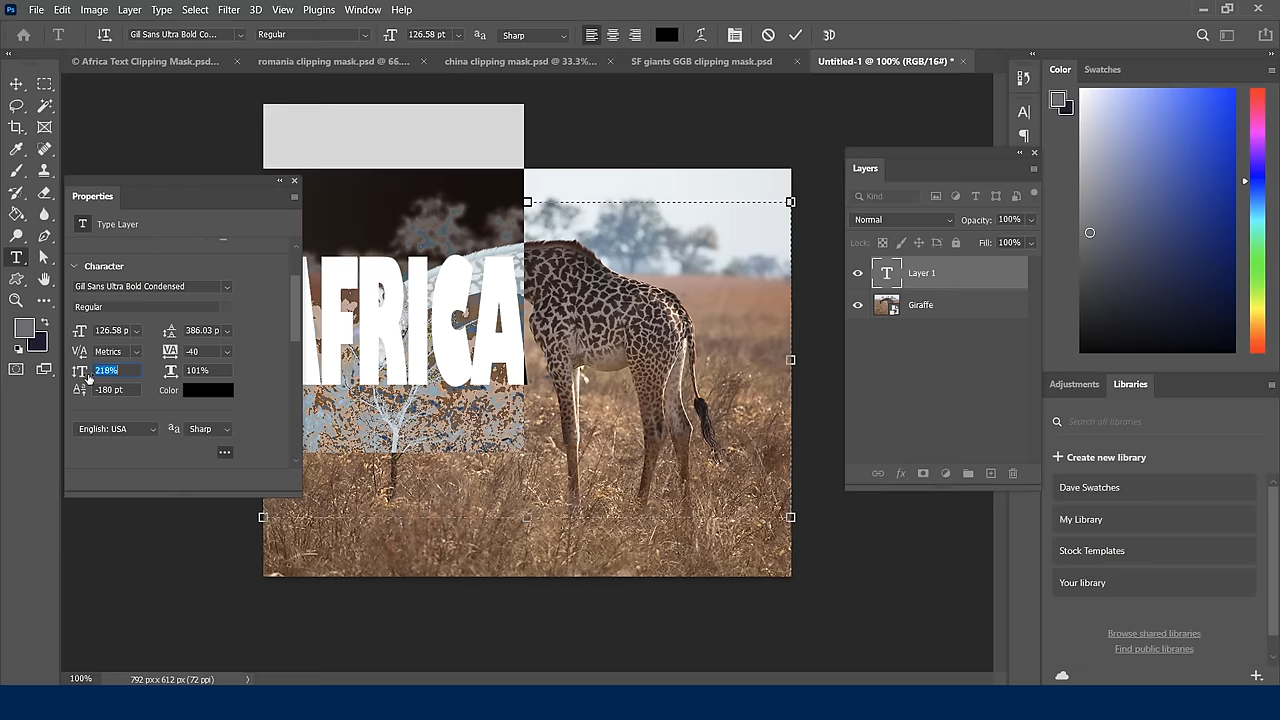 Ps File Edit Image Layer Type Select Filter 3D View Plugins Window Help
T Gill Sans Ultra Bold Co... Regular 126.58 pt Sharp 3D
© Africa Text Clipping Mask.psd... × romania clipping mask.psd @ 66.... × china clipping mask.psd @ 33.3%... × SF giants GGB clipping mask.psd × Untitled-1 @ 100% (RGB/16#) * ×
Properties
T Type Layer
Character
Gill Sans Ultra Bold Condensed
Regular
126.58 p 386.03 p
Metrics -40
218% 101%
-180 pt Color
English: USA Sharp
AFRICA
Layers
Kind
Normal Opacity: 100%
Lock: Fill: 100%
T Layer 1
Giraffe
fx
Color Swatches
Adjustments Libraries
Search all libraries
Create new library
Dave Swatches
My Library
Stock Templates
Your library
Browse shared libraries
Find public libraries
100% 792 px x 612 px (72 ppi)